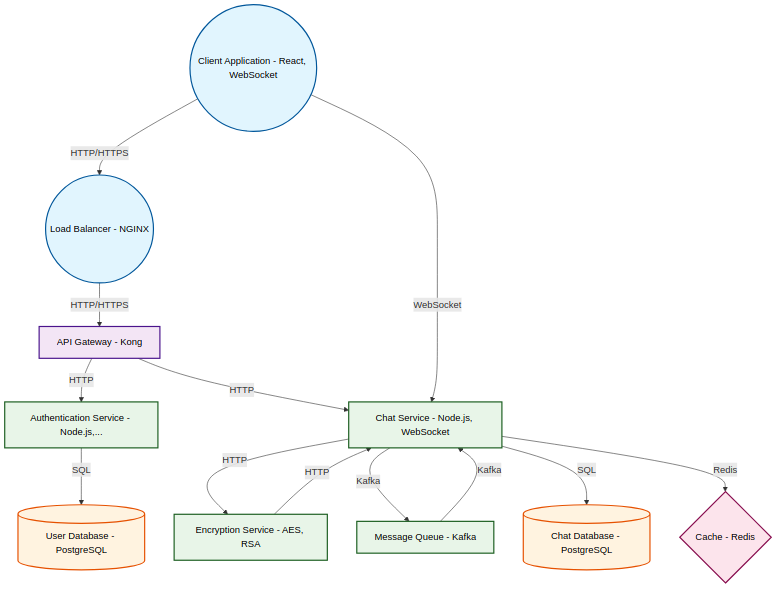 Client Application - React,
WebSocket
HTTP/HTTPS
Load Balancer - NGINX
HTTP/HTTPS
WebSocket
API Gateway - Kong
HTTP
HTTP
Authentication Service -
Node.js,...
Chat Service - Node.js,
WebSocket
SQL
HTTP
HTTP
Kafka
Kafka
SQL
Redis
User Database -
PostgreSQL
Encryption Service - AES,
RSA
Message Queue - Kafka
Chat Database -
PostgreSQL
Cache - Redis